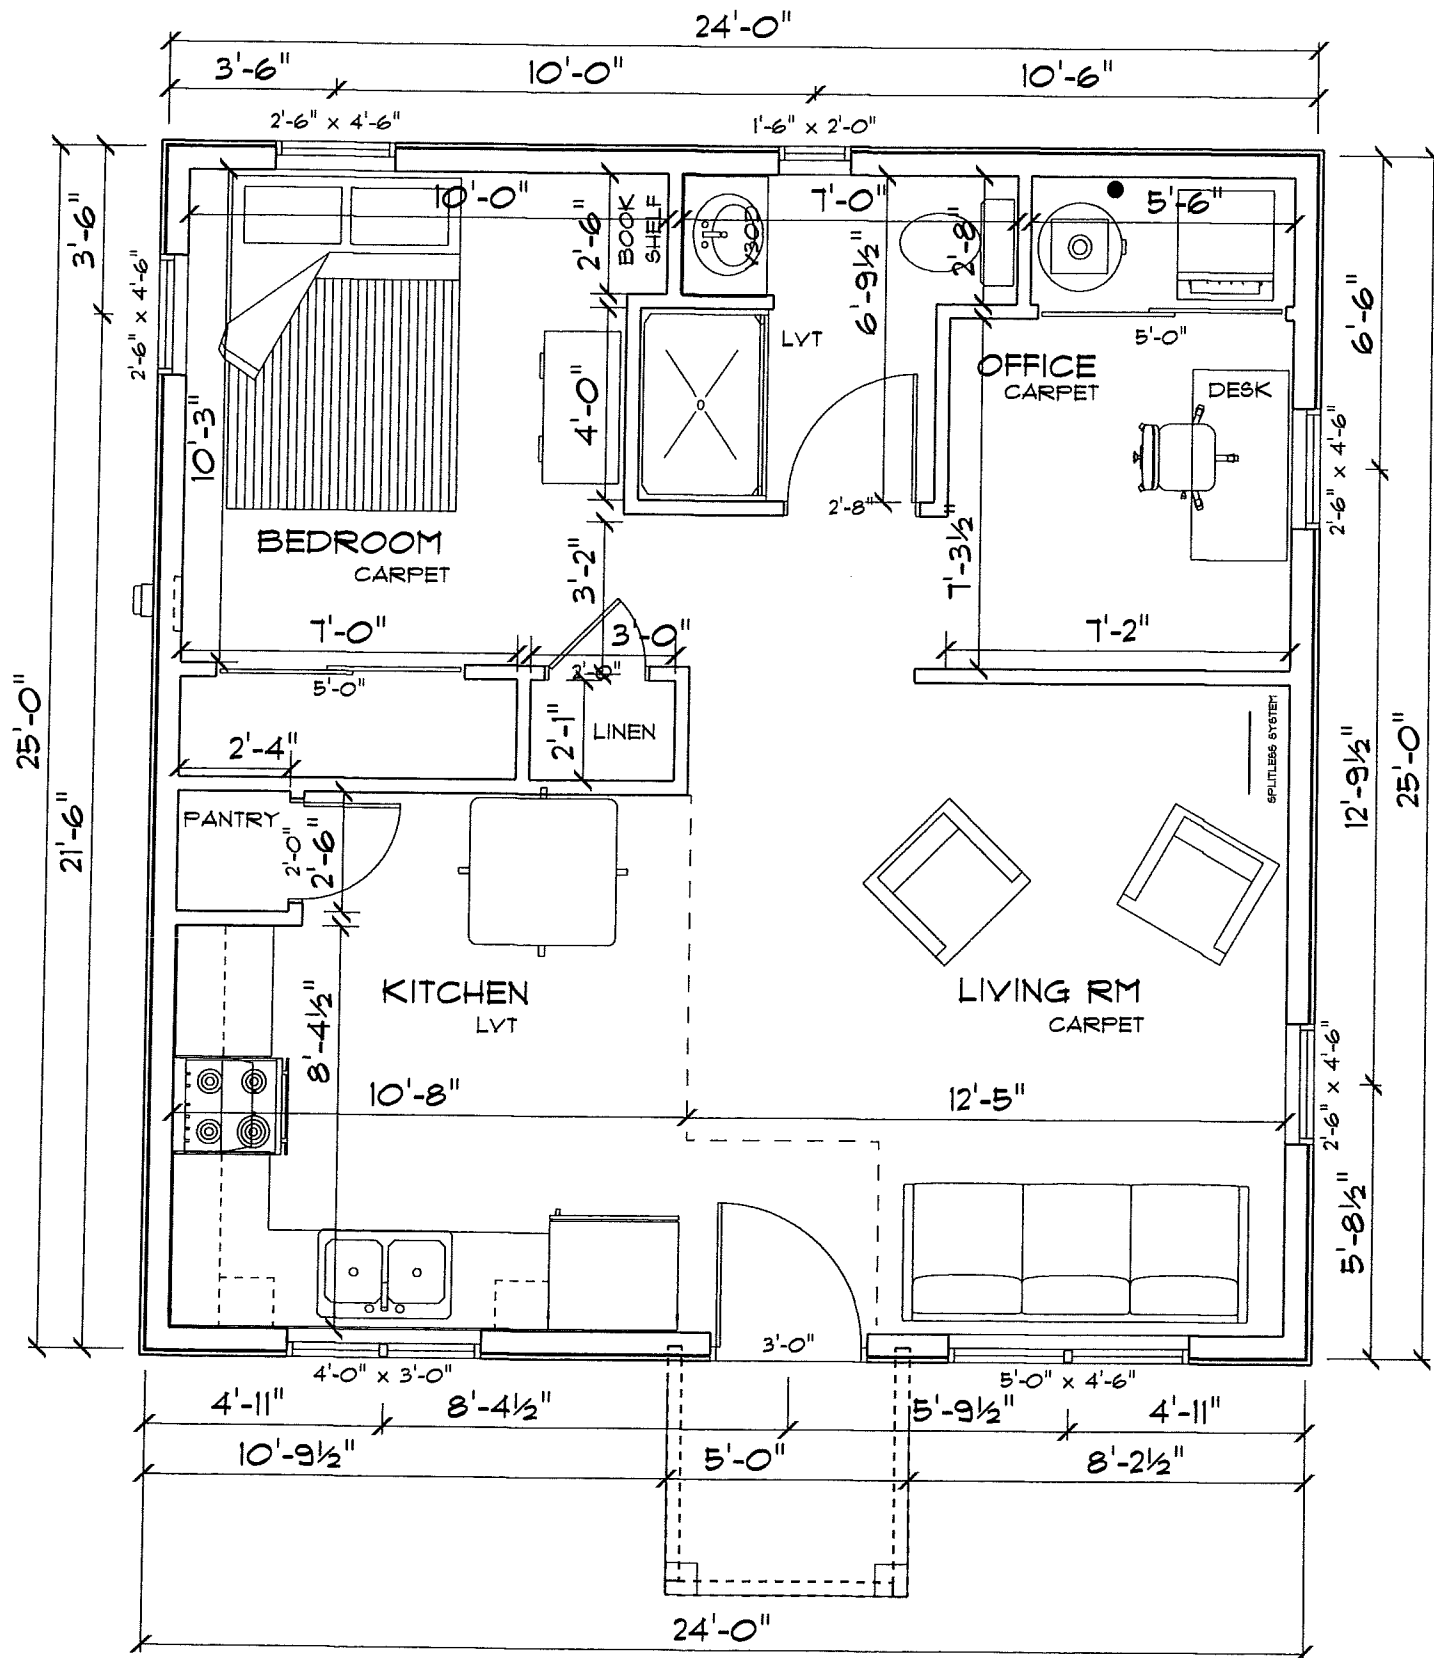 24'-0"
3'-6"
10'-0"
10'-6"
2'-6" x 4'-6"
1'-6" x 2'-0"
10'-0"
7'-0"
5'-6"
2'-6"
BOOK
SHELF
6'-9½"
2'-8"
3'-6"
2'-6" x 4'-6"
6'-6"
LVT
5'-0"
OFFICE
CARPET
DESK
10'-3"
4'-0"
2'-6" x 4'-6"
2'-8"
BEDROOM
CARPET
3'-2"
7'-3½"
7'-0"
3'-0"
7'-2"
5'-0"
25'-0"
21'-6"
2'-1"
LINEN
2'-4"
SPLITLESS SYSTEM
12'-9½"
25'-0"
PANTRY
2'-0"
2'-6"
KITCHEN
LVT
LIVING RM
CARPET
8'-4½"
10'-8"
12'-5"
2'-6" x 4'-6"
5'-8½"
3'-0"
4'-0" x 3'-0"
5'-0" x 4'-6"
4'-11"
8'-4½"
5'-9½"
4'-11"
10'-9½"
5'-0"
8'-2½"
24'-0"